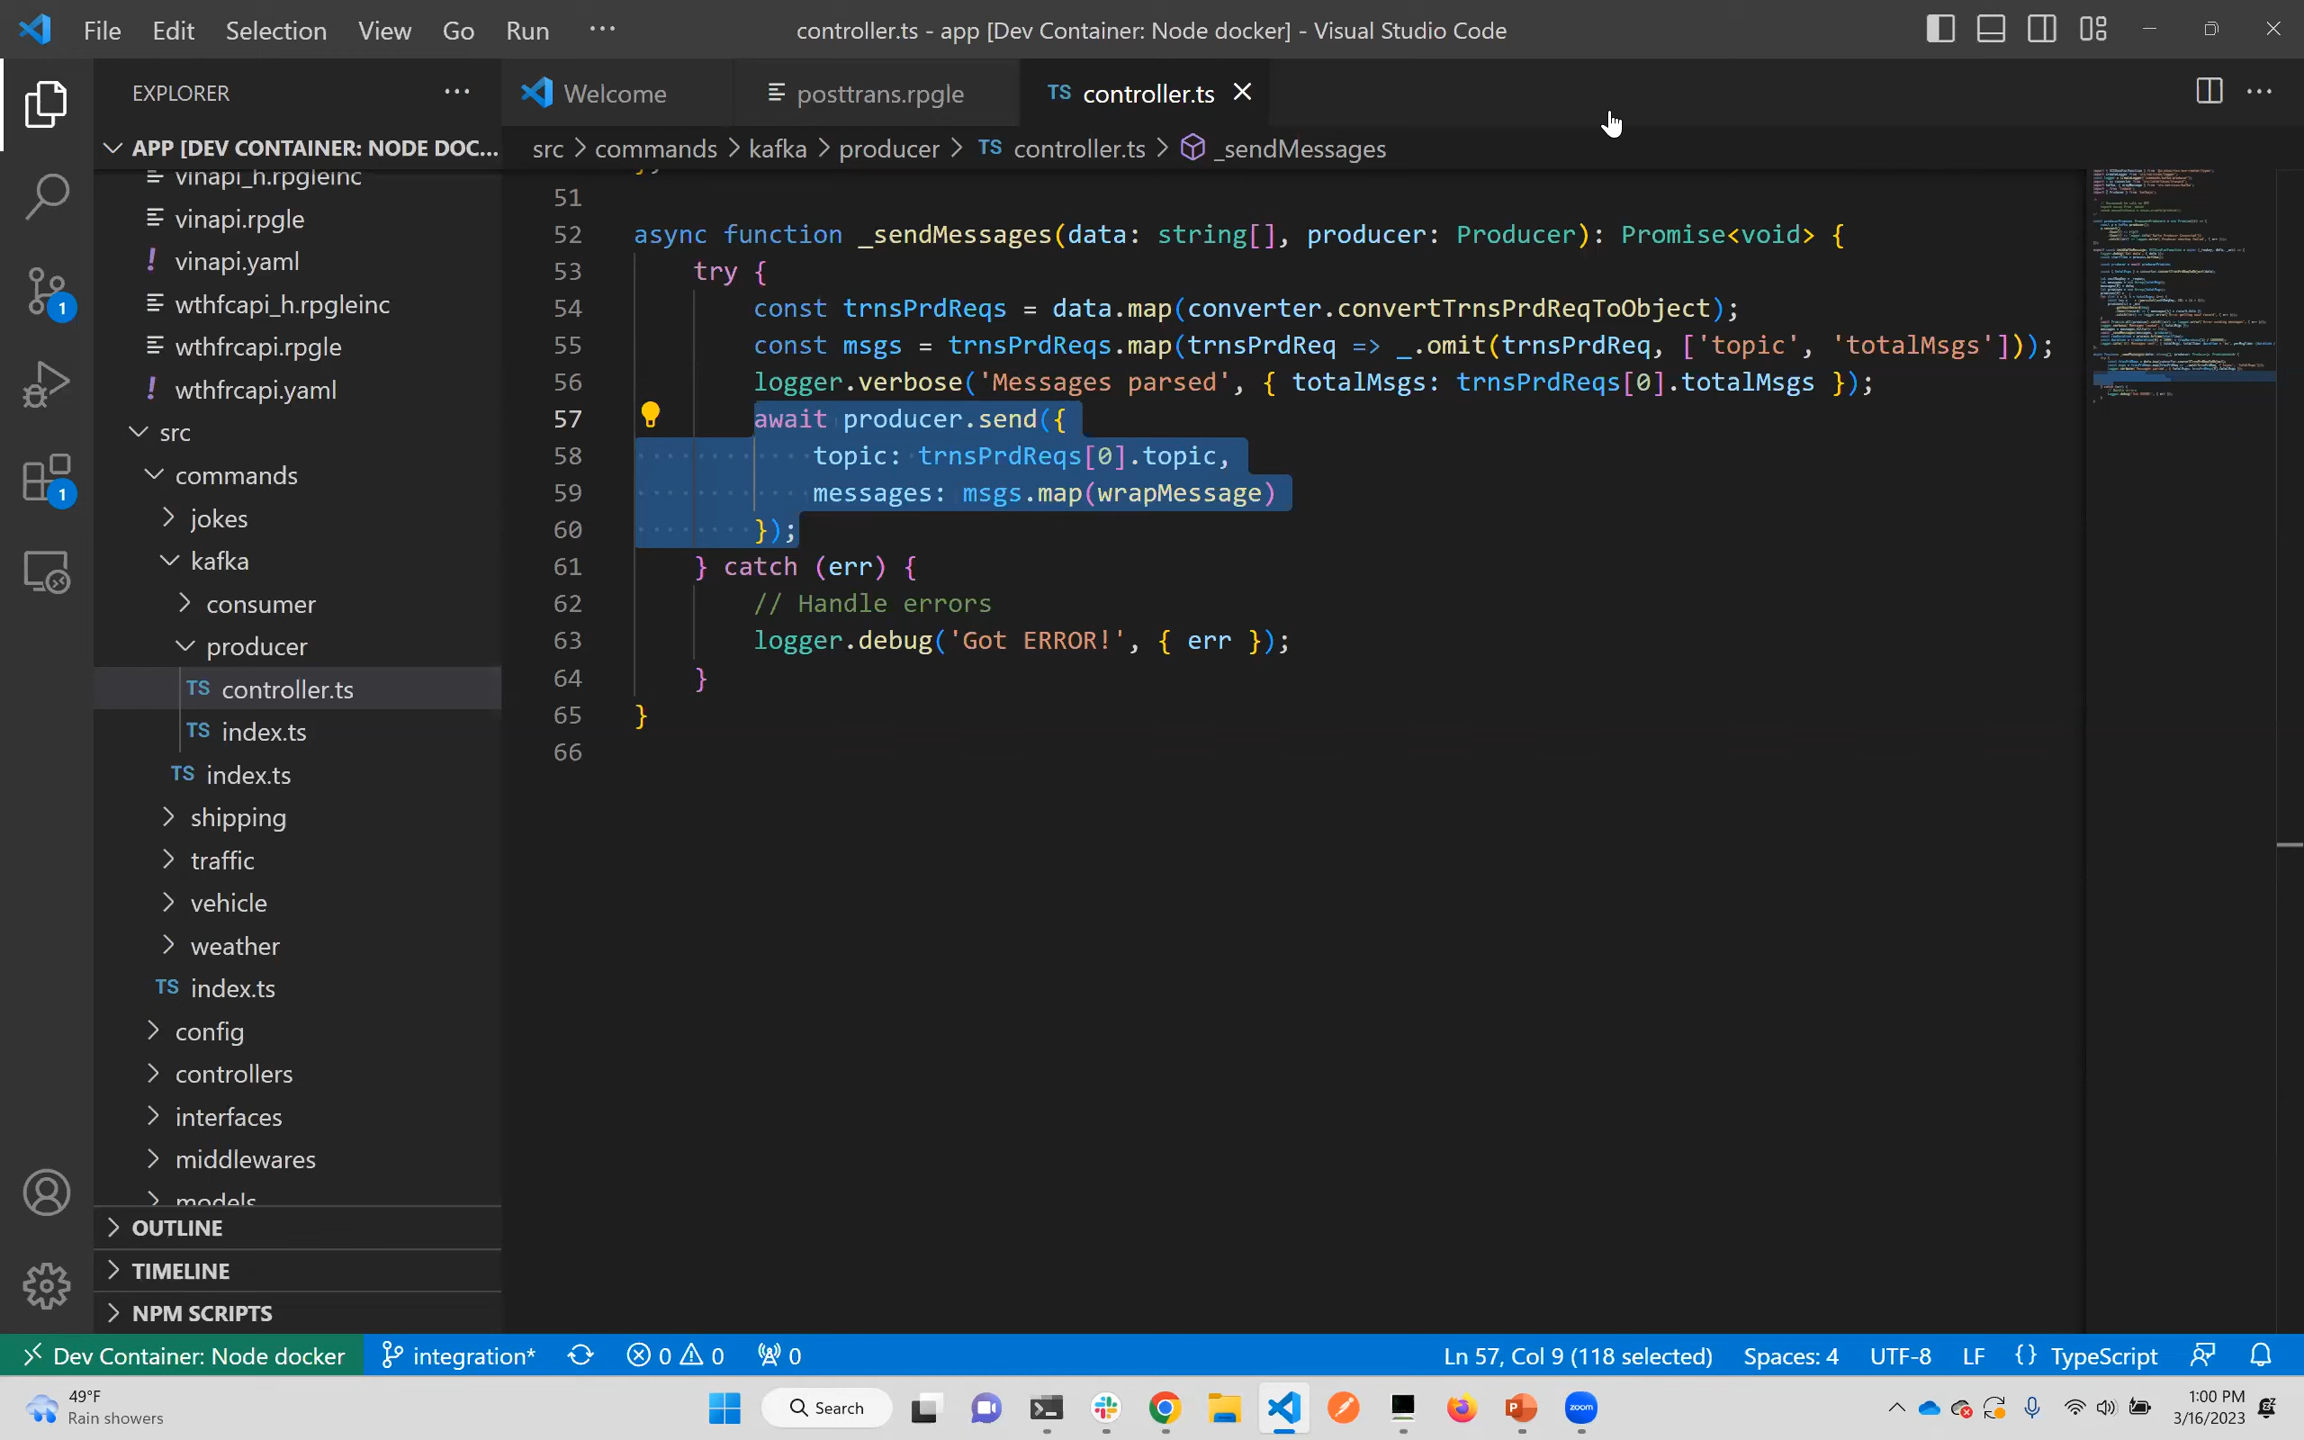 File Edit Selection View Go Run ···
controller.ts - app [Dev Container: Node docker] - Visual Studio Code
EXPLORER ···
Welcome
posttrans.rpgle
TS controller.ts
APP [DEV CONTAINER: NODE DOC...
src > commands > kafka > producer > TS controller.ts > _sendMessages
vinapi_h.rpgleinc
vinapi.rpgle
! vinapi.yaml
wthfcapi_h.rpgleinc
wthfrcapi.rpgle
! wthfrcapi.yaml
src
commands
jokes
kafka
consumer
producer
TS controller.ts
TS index.ts
TS index.ts
shipping
traffic
vehicle
weather
TS index.ts
config
controllers
interfaces
middlewares
models
OUTLINE
TIMELINE
NPM SCRIPTS
1
1
51
52 async function _sendMessages(data: string[], producer: Producer): Promise<void> {
53 try {
54 const trnsPrdReqs = data.map(converter.convertTrnsPrdReqToObject);
55 const msgs = trnsPrdReqs.map(trnsPrdReq => _.omit(trnsPrdReq, ['topic', 'totalMsgs']));
56 logger.verbose('Messages parsed', { totalMsgs: trnsPrdReqs[0].totalMsgs });
57 await producer.send({
58 topic: trnsPrdReqs[0].topic,
59 messages: msgs.map(wrapMessage)
60 });
61 } catch (err) {
62 // Handle errors
63 logger.debug('Got ERROR!', { err });
64 }
65 }
66
Dev Container: Node docker integration* 0 0 0
Ln 57, Col 9 (118 selected) Spaces: 4 UTF-8 LF {} TypeScript
49°F
Rain showers
Search
zoom
1:00 PM
3/16/2023